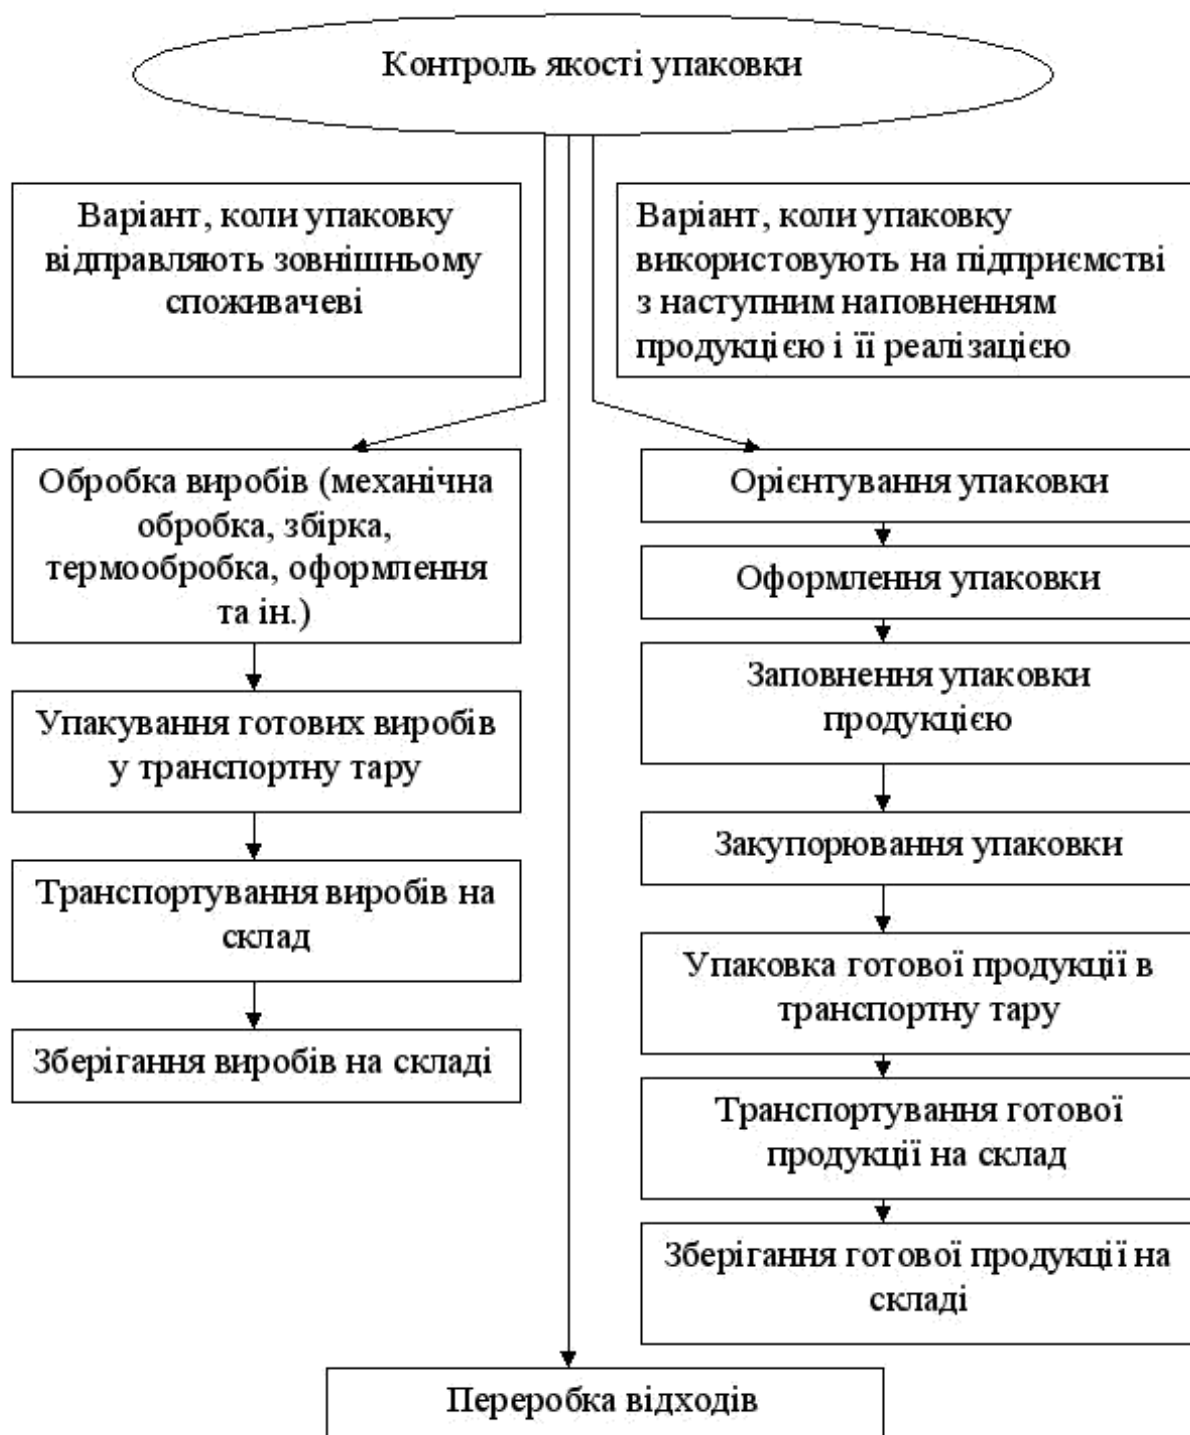 Контроль якості упаковки
Варіант, коли упаковку
відправляють зовнішньому
споживачеві
Варіант, коли упаковку
використовують на підприємстві
з наступним наповненням
продукцією і її реалізацією
Обробка виробів (механічна
обробка, збірка,
термообробка, оформлення
та ін.)
Упакування готових виробів
у транспортну тару
Транспортування виробів на
склад
Зберігання виробів на складі
Орієнтування упаковки
Оформлення упаковки
Заповнення упаковки
продукцією
Закупорювання упаковки
Упаковка готової продукції в
транспортну тару
Транспортування готової
продукції на склад
Зберігання готової продукції на
складі
Переробка відходів